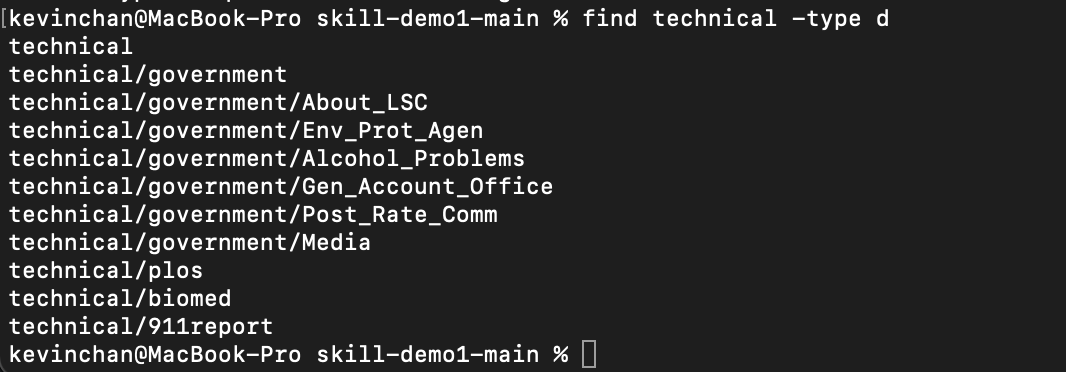 [kevinchan@MacBook-Pro skill-demo1-main % find technical -type d
technical
technical/government
technical/government/About_LSC
technical/government/Env_Prot_Agen
technical/government/Alcohol_Problems
technical/government/Gen_Account_Office
technical/government/Post_Rate_Comm
technical/government/Media
technical/plos
technical/biomed
technical/911report
kevinchan@MacBook-Pro skill-demo1-main %